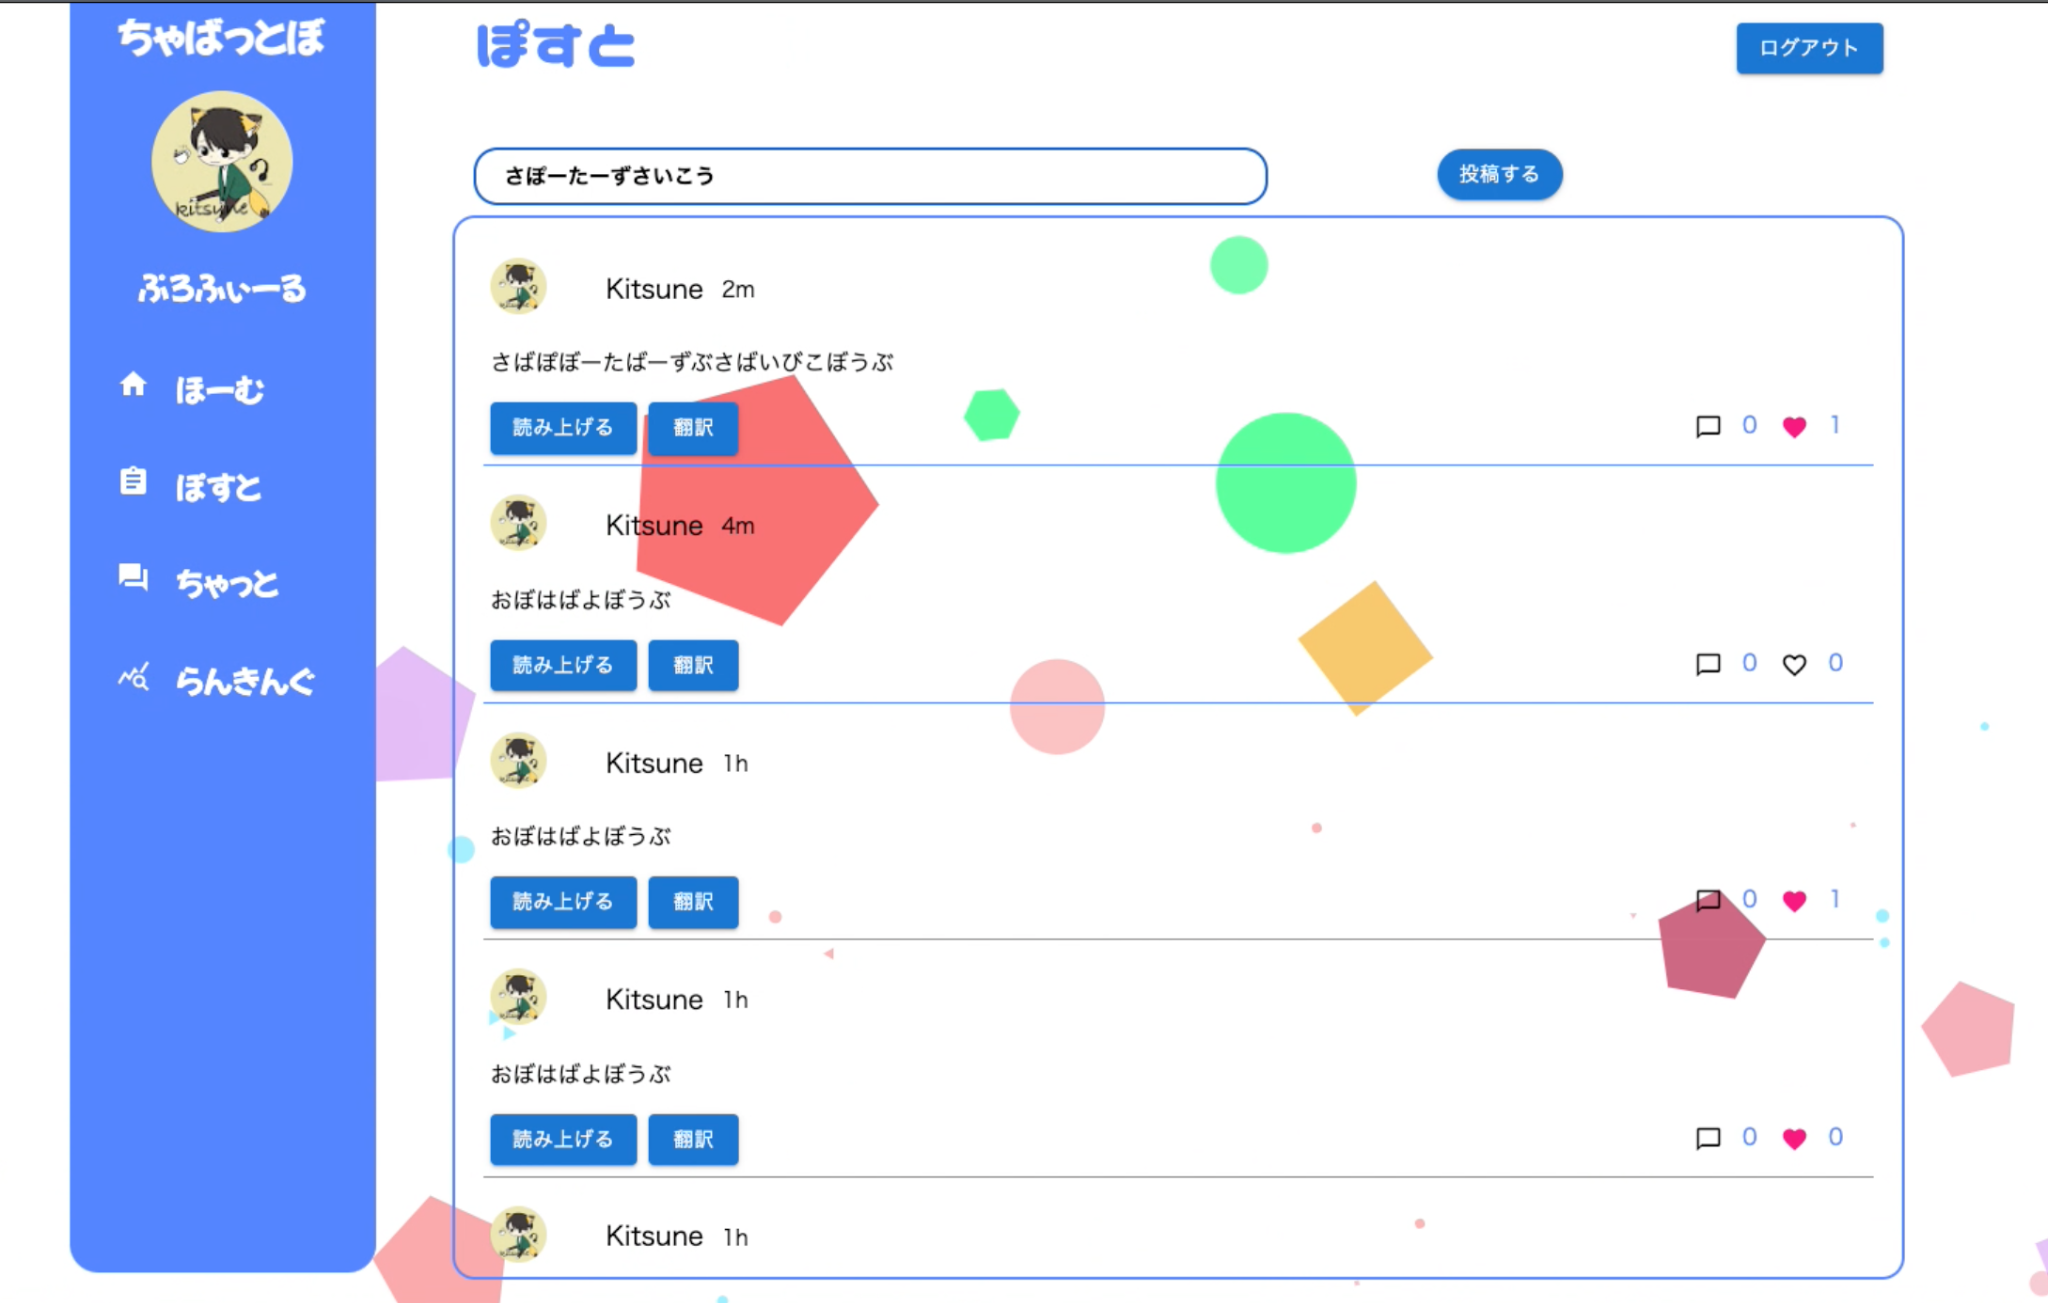 ちゃばっとぼ
ぷろふぃーる
ほーむ
ぽすと
ちゃっと
らんきんぐ
ぽすと
ログアウト
さぽーたーずさいこう
投稿する
Kitsune 2m
さばぽぼーたばーずぶさばいびこぼうぶ
読み上げる 翻訳 0 1
Kitsune 4m
おぼはばよぼうぶ
読み上げる 翻訳 0 0
Kitsune 1h
おぼはばよぼうぶ
読み上げる 翻訳 0 1
Kitsune 1h
おぼはばよぼうぶ
読み上げる 翻訳 0 0
Kitsune 1h
kitsune